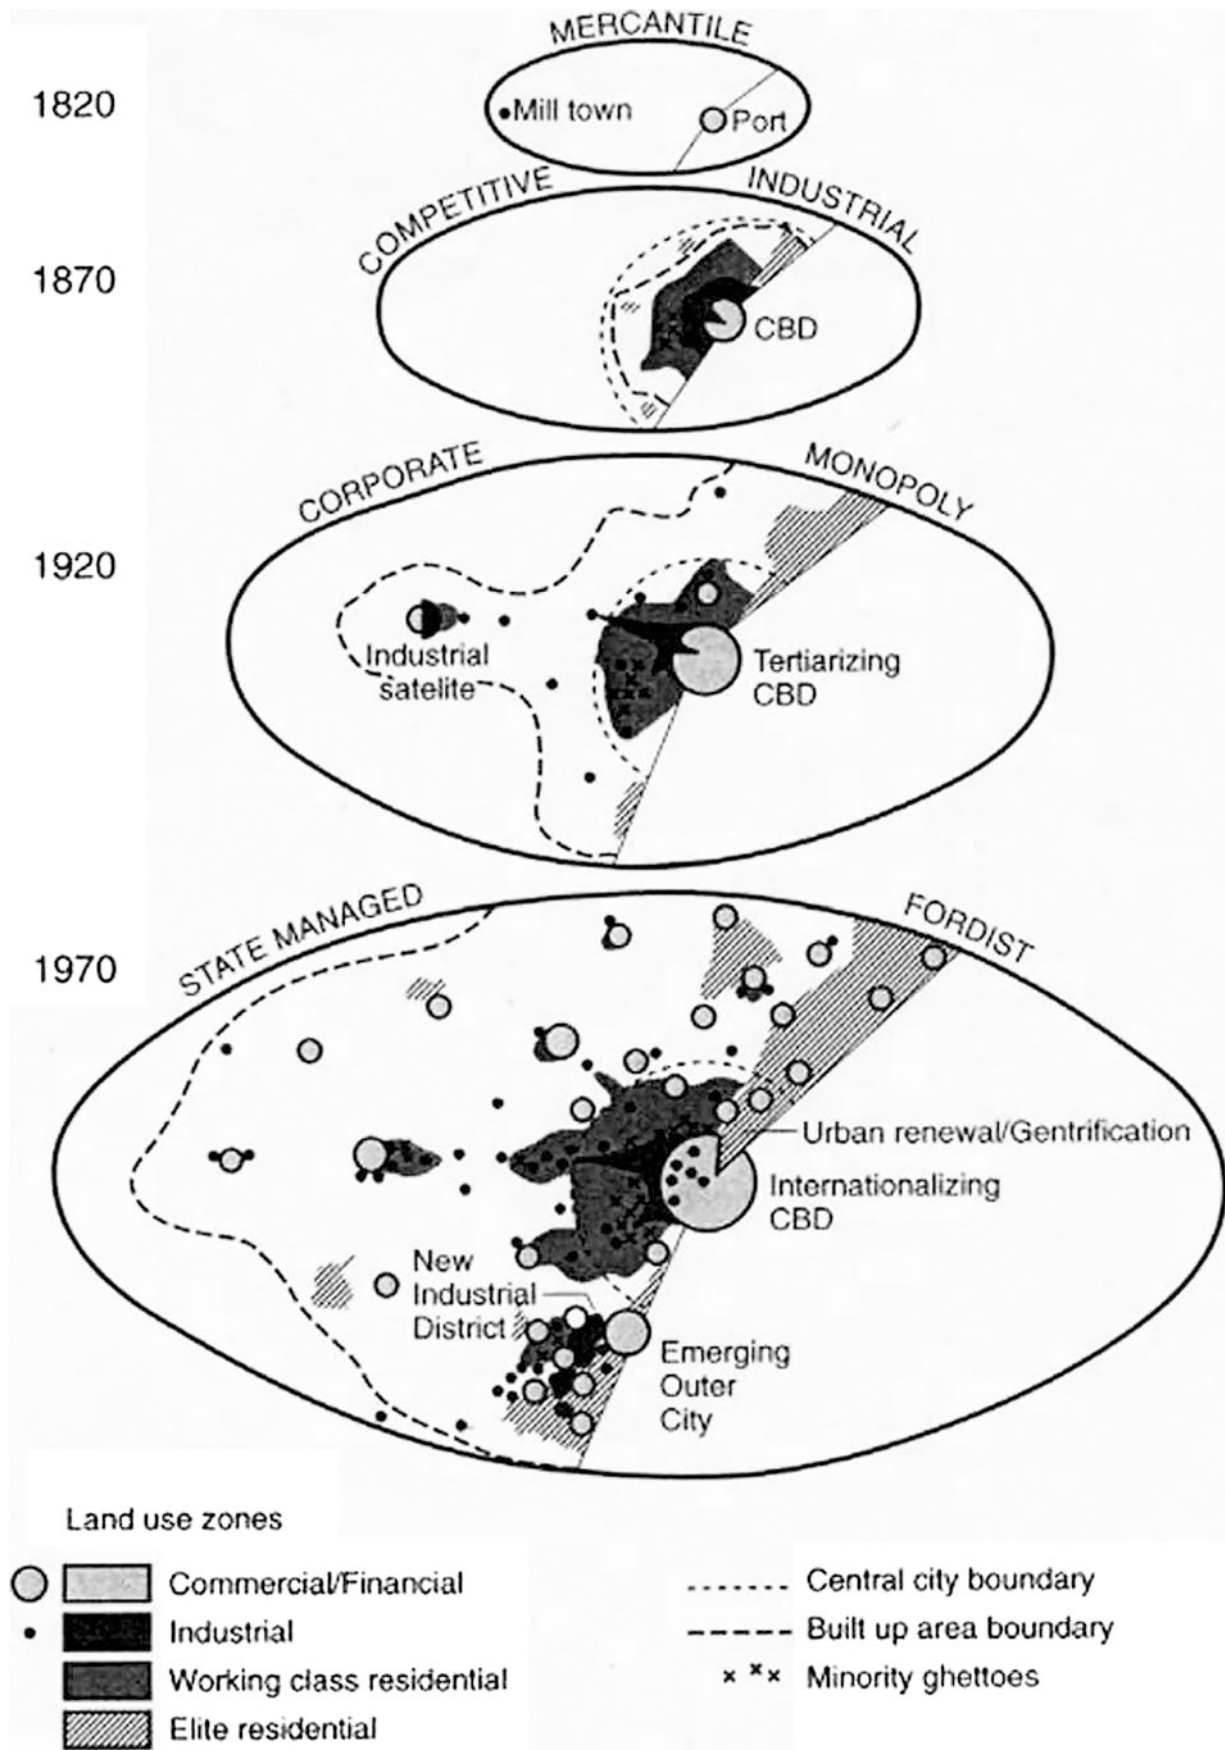 MERCANTILE
1820
Mill town
Port
COMPETITIVE INDUSTRIAL
1870
CBD
CORPORATE MONOPOLY
1920
Industrial
satelite
Tertiarizing
CBD
STATE MANAGED FORDIST
1970
Urban renewal/Gentrification
Internationalizing
CBD
New
Industrial
District
Emerging
Outer
City
Land use zones
Commercial/Financial
Industrial
Working class residential
Elite residential
Central city boundary
Built up area boundary
Minority ghettoes